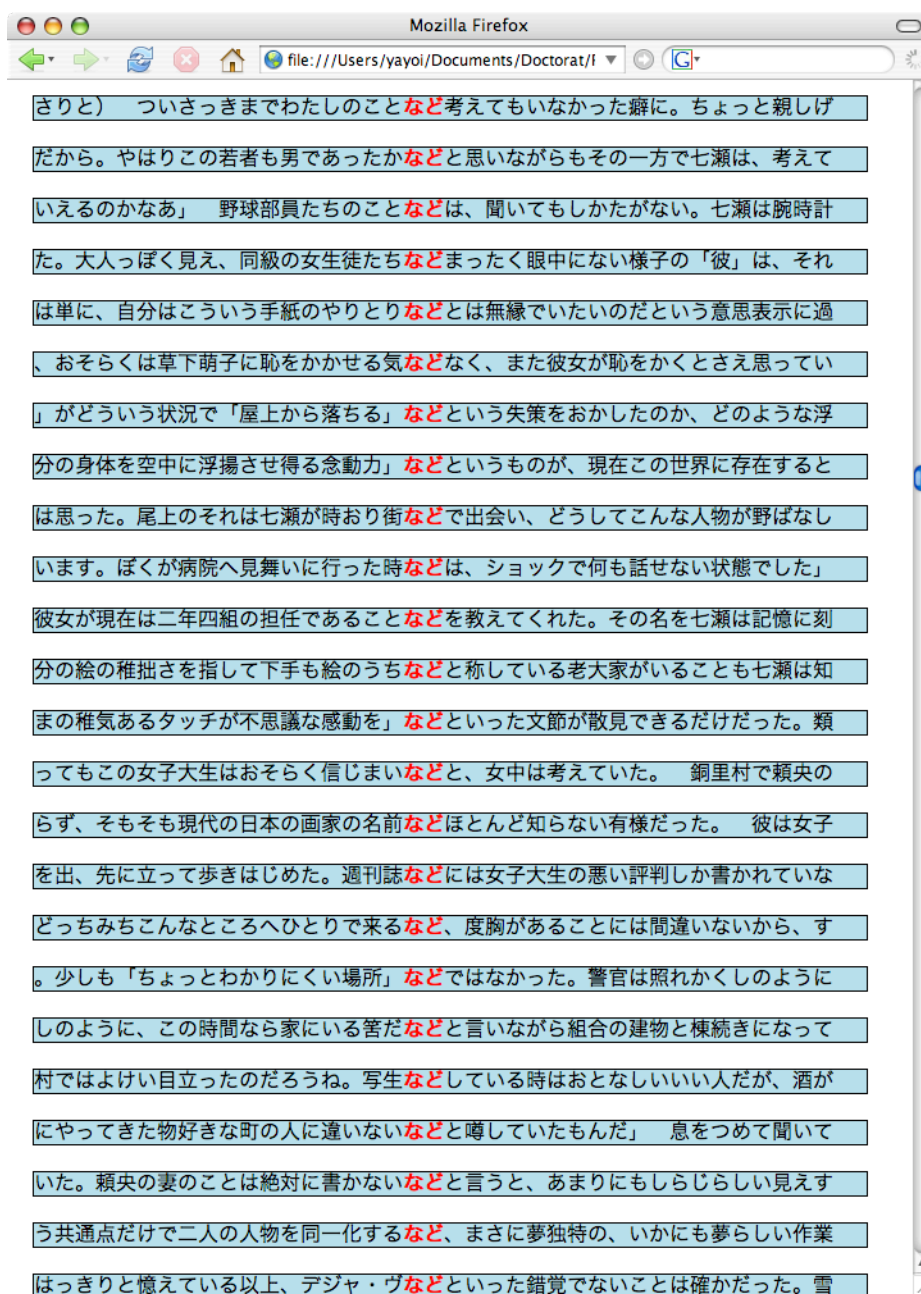 Mozilla Firefox
file:///Users/yayoi/Documents/Doctorat/
G
さりと）　ついさっきまでわたしのことなど考えてもいなかった癖に。ちょっと親しげ
だから。やはりこの若者も男であったかなどと思いながらもその一方で七瀬は、考えて
いえるのかなあ」　野球部員たちのことなどは、聞いてもしかたがない。七瀬は腕時計
た。大人っぽく見え、同級の女生徒たちなどまったく眼中にない様子の「彼」は、それ
は単に、自分はこういう手紙のやりとりなどとは無縁でいたいのだという意思表示に過
、おそらくは草下萌子に恥をかかせる気などなく、また彼女が恥をかくとさえ思ってい
」がどういう状況で「屋上から落ちる」などという失策をおかしたのか、どのような浮
分の身体を空中に浮揚させ得る念動力」などというものが、現在この世界に存在すると
は思った。尾上のそれは七瀬が時おり街などで出会い、どうしてこんな人物が野ばなし
います。ぼくが病院へ見舞いに行った時などは、ショックで何も話せない状態でした」
彼女が現在は二年四組の担任であることなどを教えてくれた。その名を七瀬は記憶に刻
分の絵の稚拙さを指して下手も絵のうちなどと称している老大家がいることも七瀬は知
まの稚気あるタッチが不思議な感動を」などといった文節が散見できるだけだった。類
ってもこの女子大生はおそらく信じまいなどと、女中は考えていた。　銅里村で頼央の
らず、そもそも現代の日本の画家の名前などほとんど知らない有様だった。　彼は女子
を出、先に立って歩きはじめた。週刊誌などには女子大生の悪い評判しか書かれていな
どっちみちこんなところへひとりで来るなど、度胸があることには間違いないから、す
。少しも「ちょっとわかりにくい場所」などではなかった。警官は照れかくしのように
しのように、この時間なら家にいる筈だなどと言いながら組合の建物と棟続きになって
村ではよけい目立ったのだろうね。写生などしている時はおとなしいいい人だが、酒が
にやってきた物好きな町の人に違いないなどと噂していたもんだ」　息をつめて聞いて
いた。頼央の妻のことは絶対に書かないなどと言うと、あまりにもしらじらしい見えす
う共通点だけで二人の人物を同一化するなど、まさに夢独特の、いかにも夢らしい作業
はっきりと憶えている以上、デジャ・ヴなどといった錯覚でないことは確かだった。雪